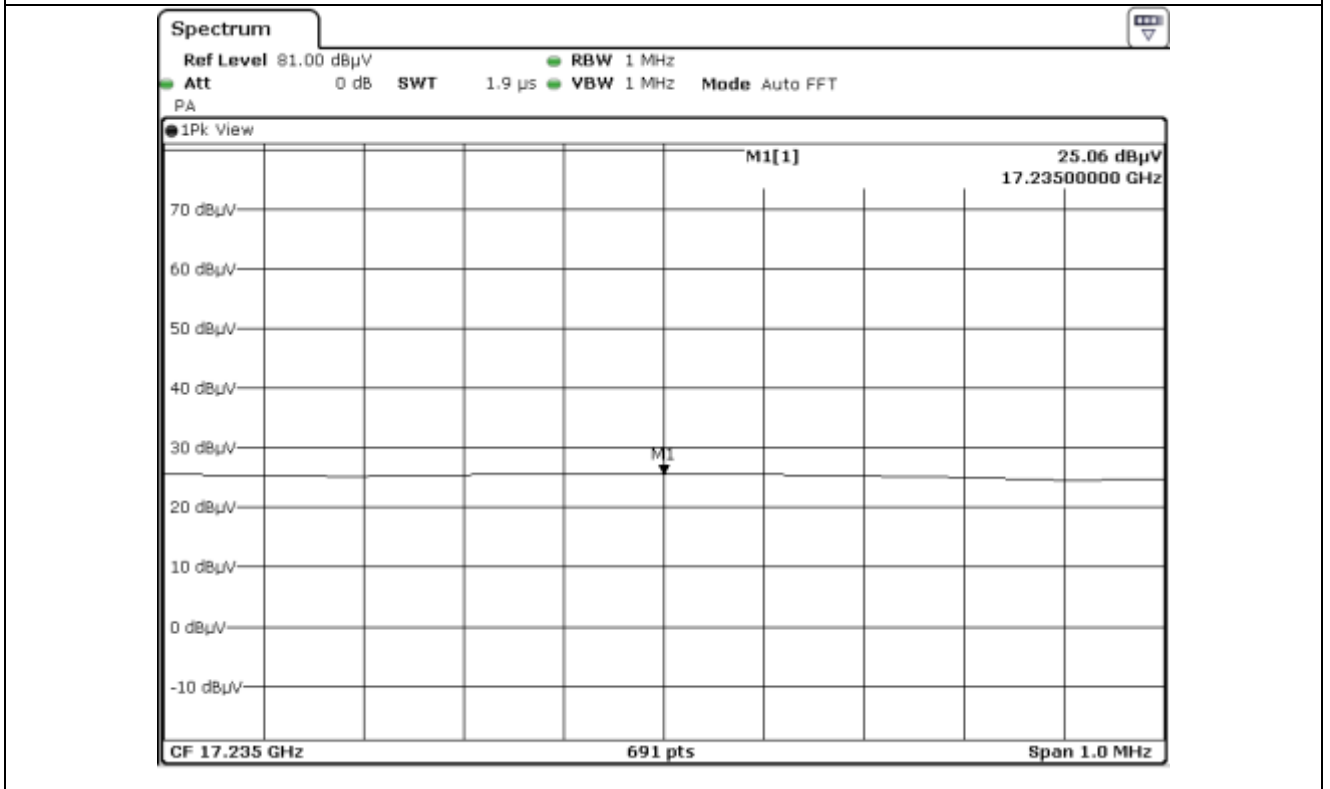 Spectrum
Ref Level 81.00 dBµV RBW 1 MHz
Att 0 dB SWT 1.9 µs VBW 1 MHz Mode Auto FFT
PA
1Pk View
M1[1] 25.06 dBµV
17.23500000 GHz
70 dBµV
60 dBµV
50 dBµV
40 dBµV
30 dBµV
M1
20 dBµV
10 dBµV
0 dBµV
-10 dBµV
CF 17.235 GHz 691 pts Span 1.0 MHz